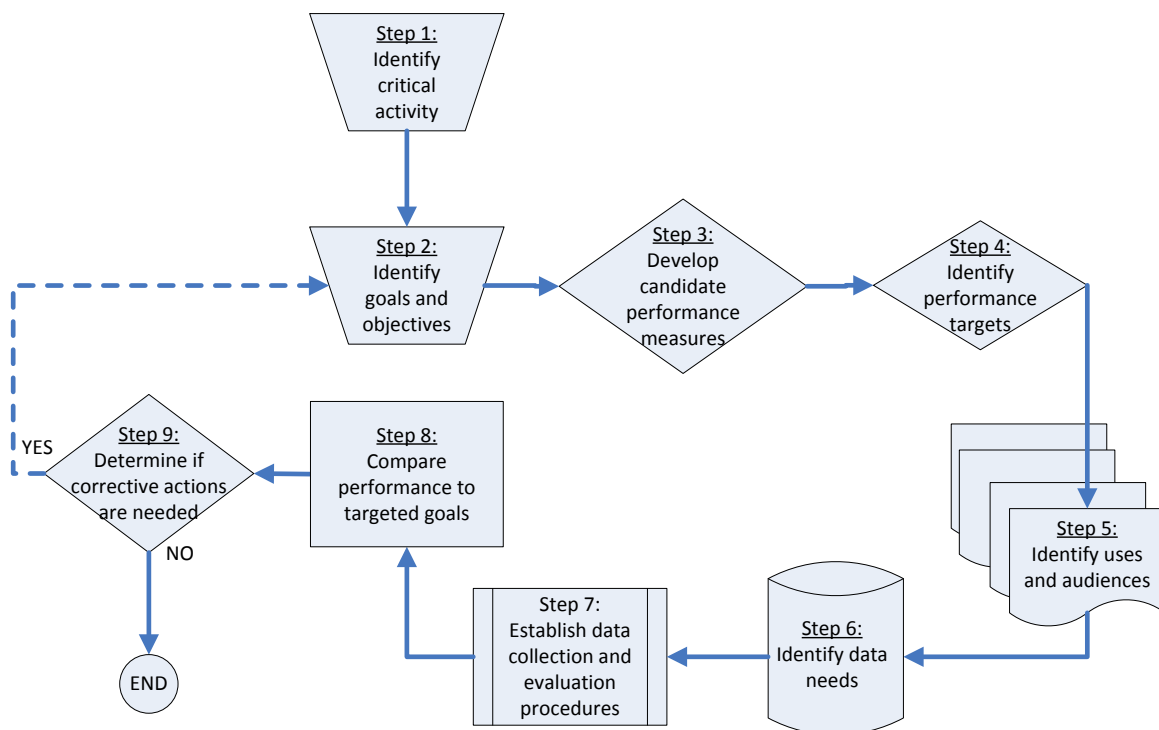 Step 1:
Identify
critical
activity
Step 2:
Identify
goals and
objectives
Step 3:
Develop
candidate
performance
measures
Step 4:
Identify
performance
targets
Step 5:
Identify uses
and audiences
Step 6:
Identify data
needs
Step 7:
Establish data
collection and
evaluation
procedures
Step 8:
Compare
performance to
targeted goals
Step 9:
Determine if
corrective actions
are needed
YES
NO
END